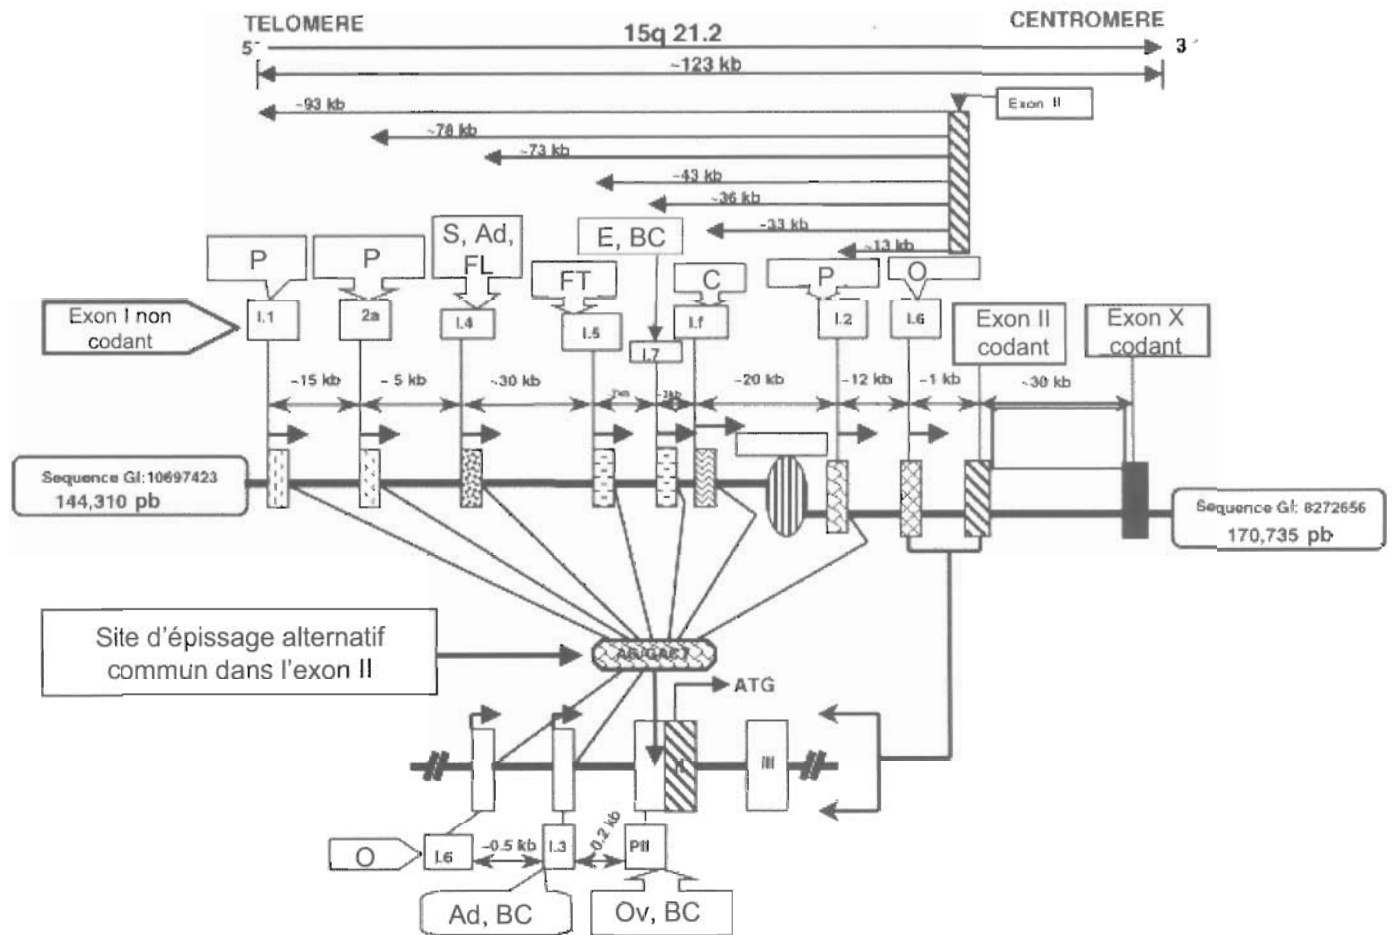 TELOMERE
CENTROMERE
15q 21.2
5´
3´
~123 kb
~93 kb
Exon II
~78 kb
~73 kb
~43 kb
~36 kb
~33 kb
~13 kb
P
P
S, Ad,
FL
FT
E, BC
C
P
O
Exon I non
codant
I.1
2a
I.4
I.5
I.7
I.f
I.2
I.6
Exon II
codant
Exon X
codant
~15 kb
~ 5 kb
~30 kb
~20 kb
~12 kb
~1 kb
~30 kb
Sequence GI:10697423
144,310 pb
Sequence GI: 8272656
170,735 pb
Site d'épissage alternatif
commun dans l'exon II
AG/GACT
ATG
II
III
O
I.6
~0.5 kb
I.3
~0.2 kb
PII
Ad, BC
Ov, BC